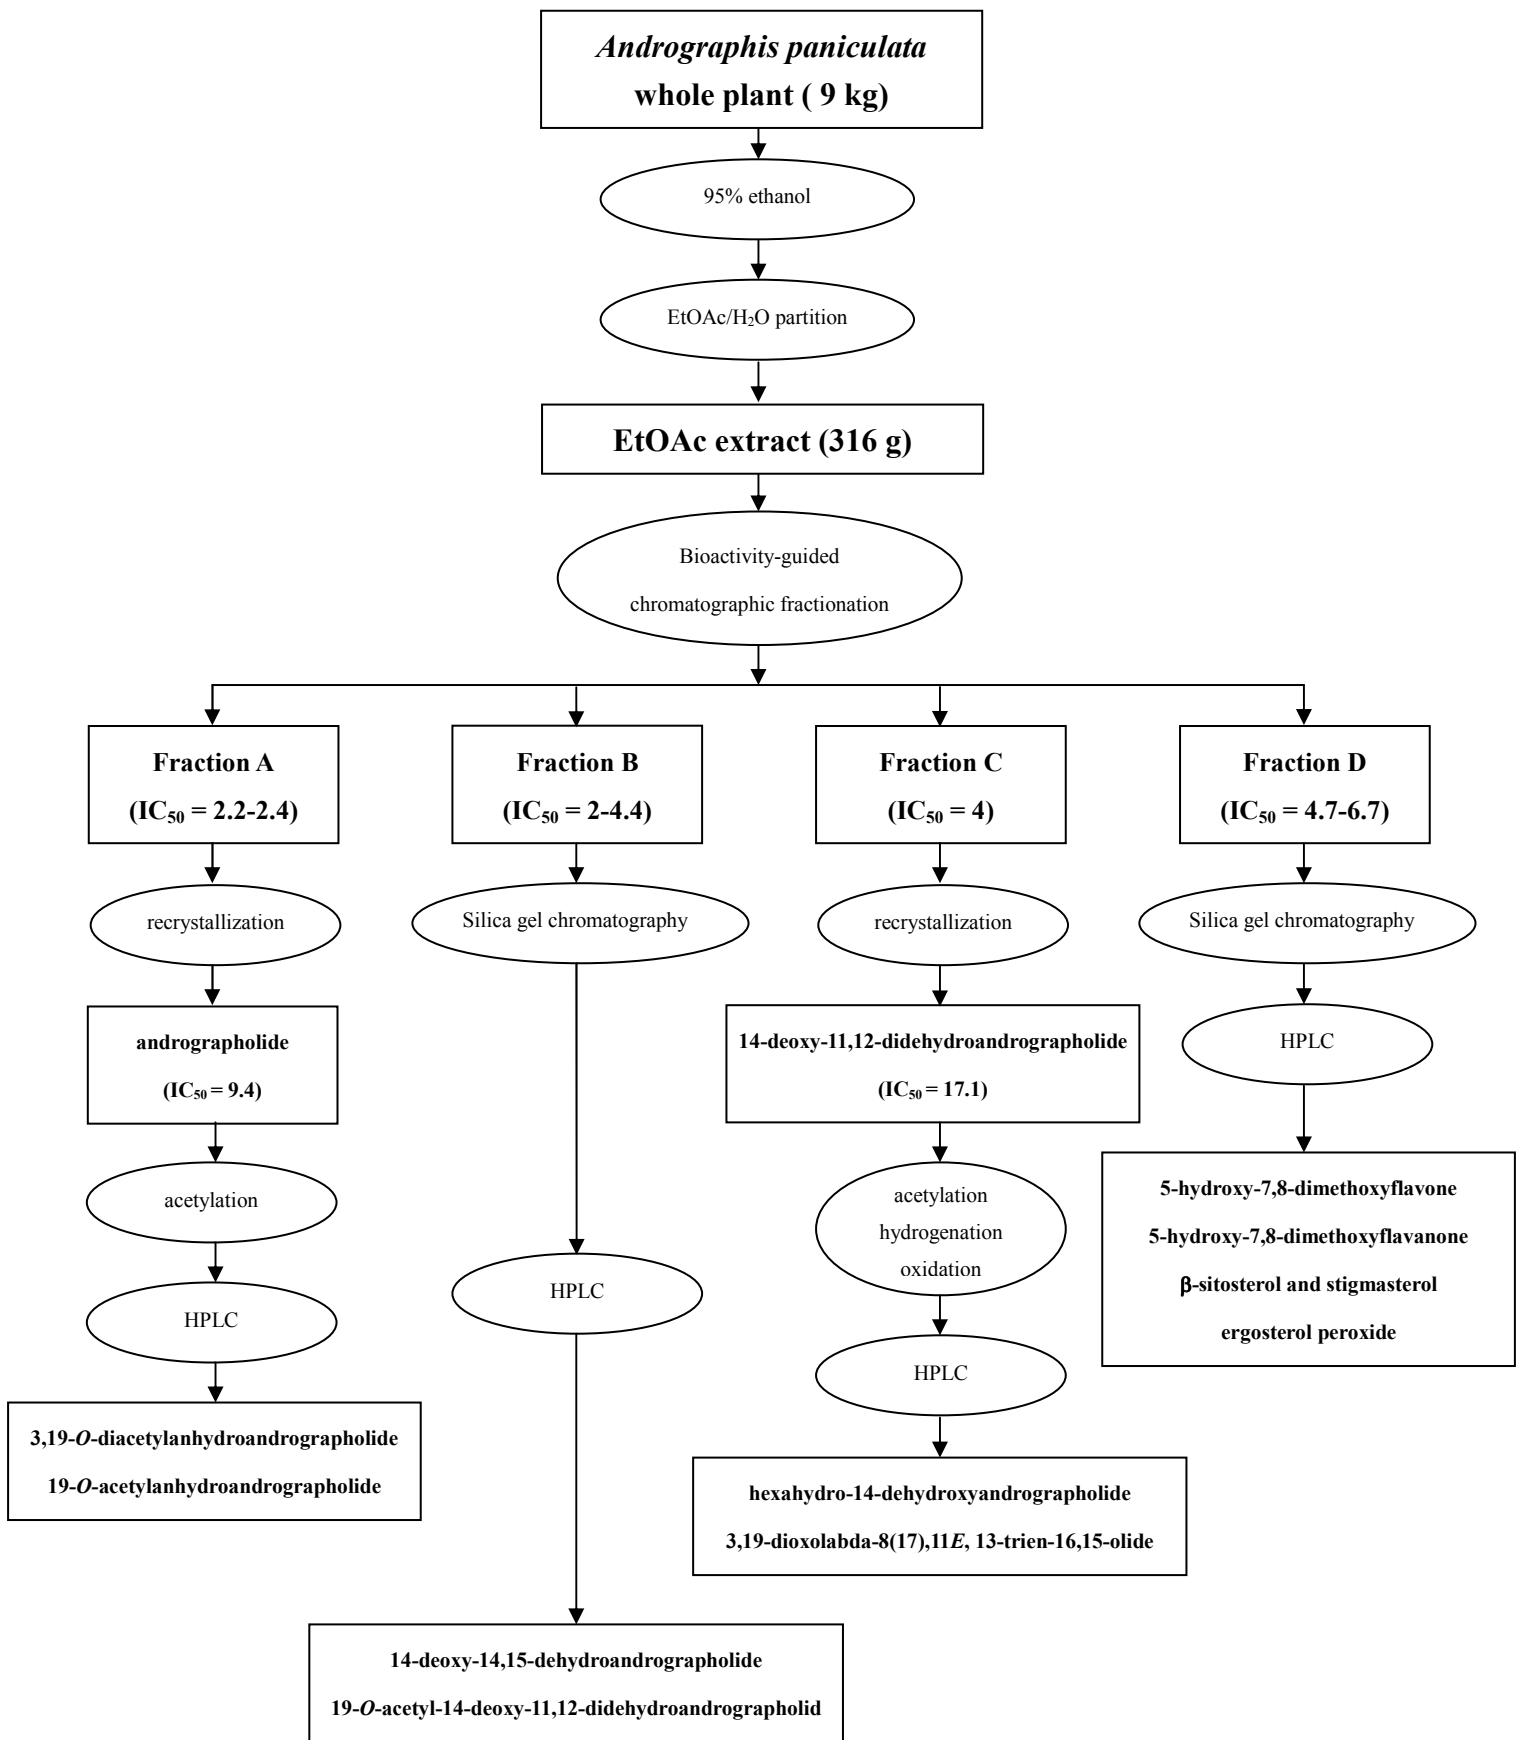 Andrographis paniculata
whole plant ( 9 kg)
95% ethanol
EtOAc/H₂O partition
EtOAc extract (316 g)
Bioactivity-guided
chromatographic fractionation
Fraction A
(IC₅₀ = 2.2-2.4)
Fraction B
(IC₅₀ = 2-4.4)
Fraction C
(IC₅₀ = 4)
Fraction D
(IC₅₀ = 4.7-6.7)
recrystallization
Silica gel chromatography
recrystallization
Silica gel chromatography
andrographolide
(IC₅₀ = 9.4)
14-deoxy-11,12-didehydroandrographolide
(IC₅₀ = 17.1)
HPLC
acetylation
acetylation
hydrogenation
oxidation
5-hydroxy-7,8-dimethoxyflavone
5-hydroxy-7,8-dimethoxyflavanone
β-sitosterol and stigmasterol
ergosterol peroxide
HPLC
HPLC
HPLC
3,19-O-diacetylanhydroandrographolide
19-O-acetylanhydroandrographolide
hexahydro-14-dehydroxyandrographolide
3,19-dioxolabda-8(17),11E, 13-trien-16,15-olide
14-deoxy-14,15-dehydroandrographolide
19-O-acetyl-14-deoxy-11,12-didehydroandrographolid